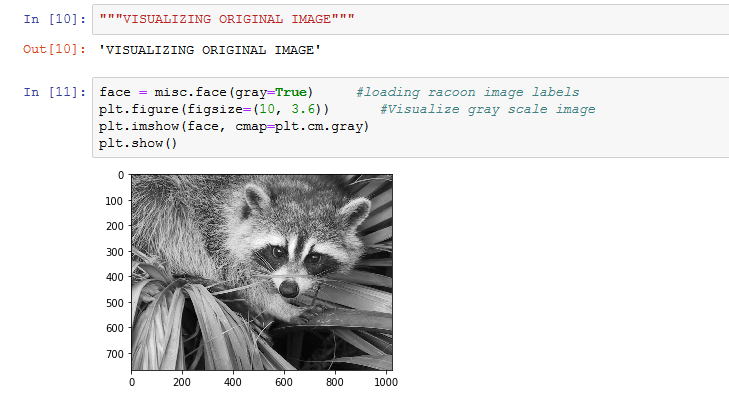 In [10]: """VISUALIZING ORIGINAL IMAGE"""
Out[10]: 'VISUALIZING ORIGINAL IMAGE'
In [11]: face = misc.face(gray=True)     #loading racoon image labels
plt.figure(figsize=(10, 3.6))     #Visualize gray scale image
plt.imshow(face, cmap=plt.cm.gray)
plt.show()
0
100
200
300
400
500
600
700
0 200 400 600 800 1000